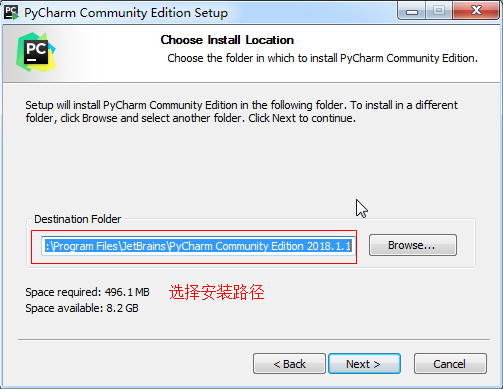 PyCharm Community Edition Setup
PC
Choose Install Location
Choose the folder in which to install PyCharm Community Edition.
Setup will install PyCharm Community Edition in the following folder. To install in a different
folder, click Browse and select another folder. Click Next to continue.
Destination Folder
:\Program Files\JetBrains\PyCharm Community Edition 2018.1.1
Browse...
Space required: 496.1 MB
选择安装路径
Space available: 8.2 GB
< Back
Next >
Cancel